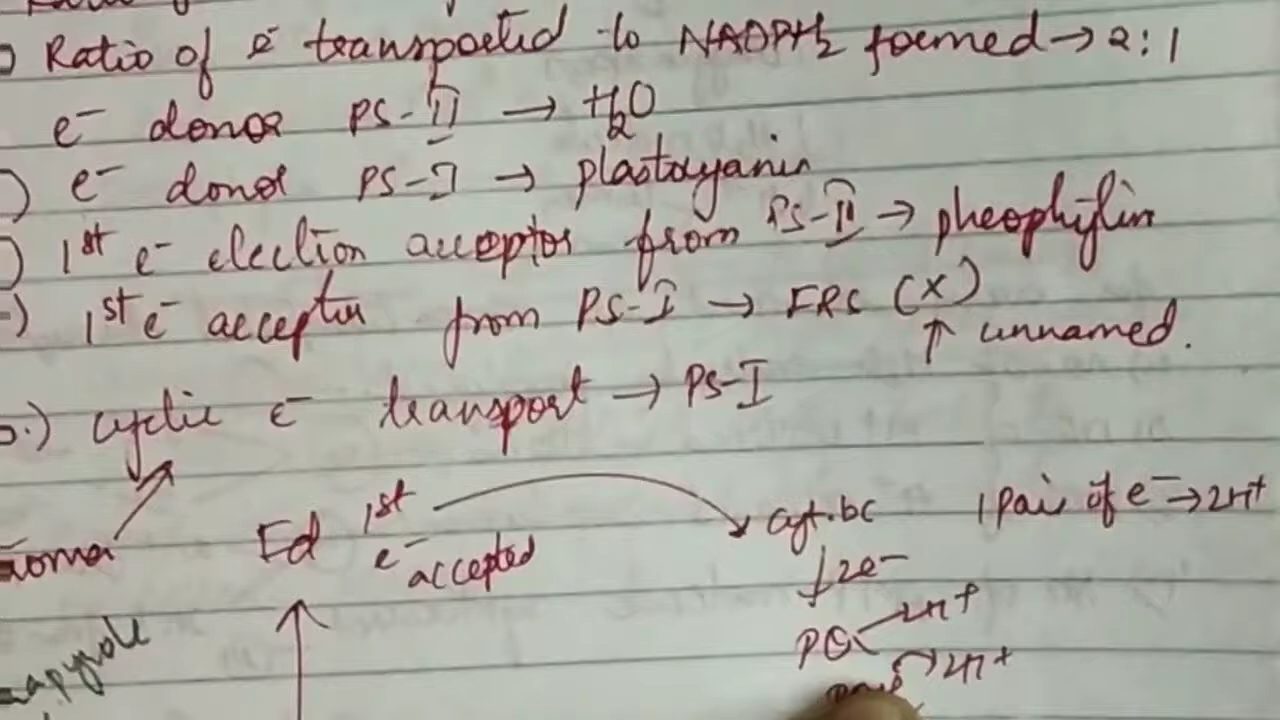 Ratio of e⁻ transported to NADPH2 formed → 2:1
e⁻ donor PS-II → H2O
) e⁻ donor PS-I → plastocyanin
) 1st e⁻ election acceptor from PS-II → pheophylin
) 1st e⁻ acceptor from PS-I → FRS (X)
↑ unnamed.
.) cyclic e⁻ transport → PS-I
Fd 1st e⁻ accepted
cyt.bc
1 pair of e⁻ → 2H+
↓2e⁻
PQ
2H+
2H+